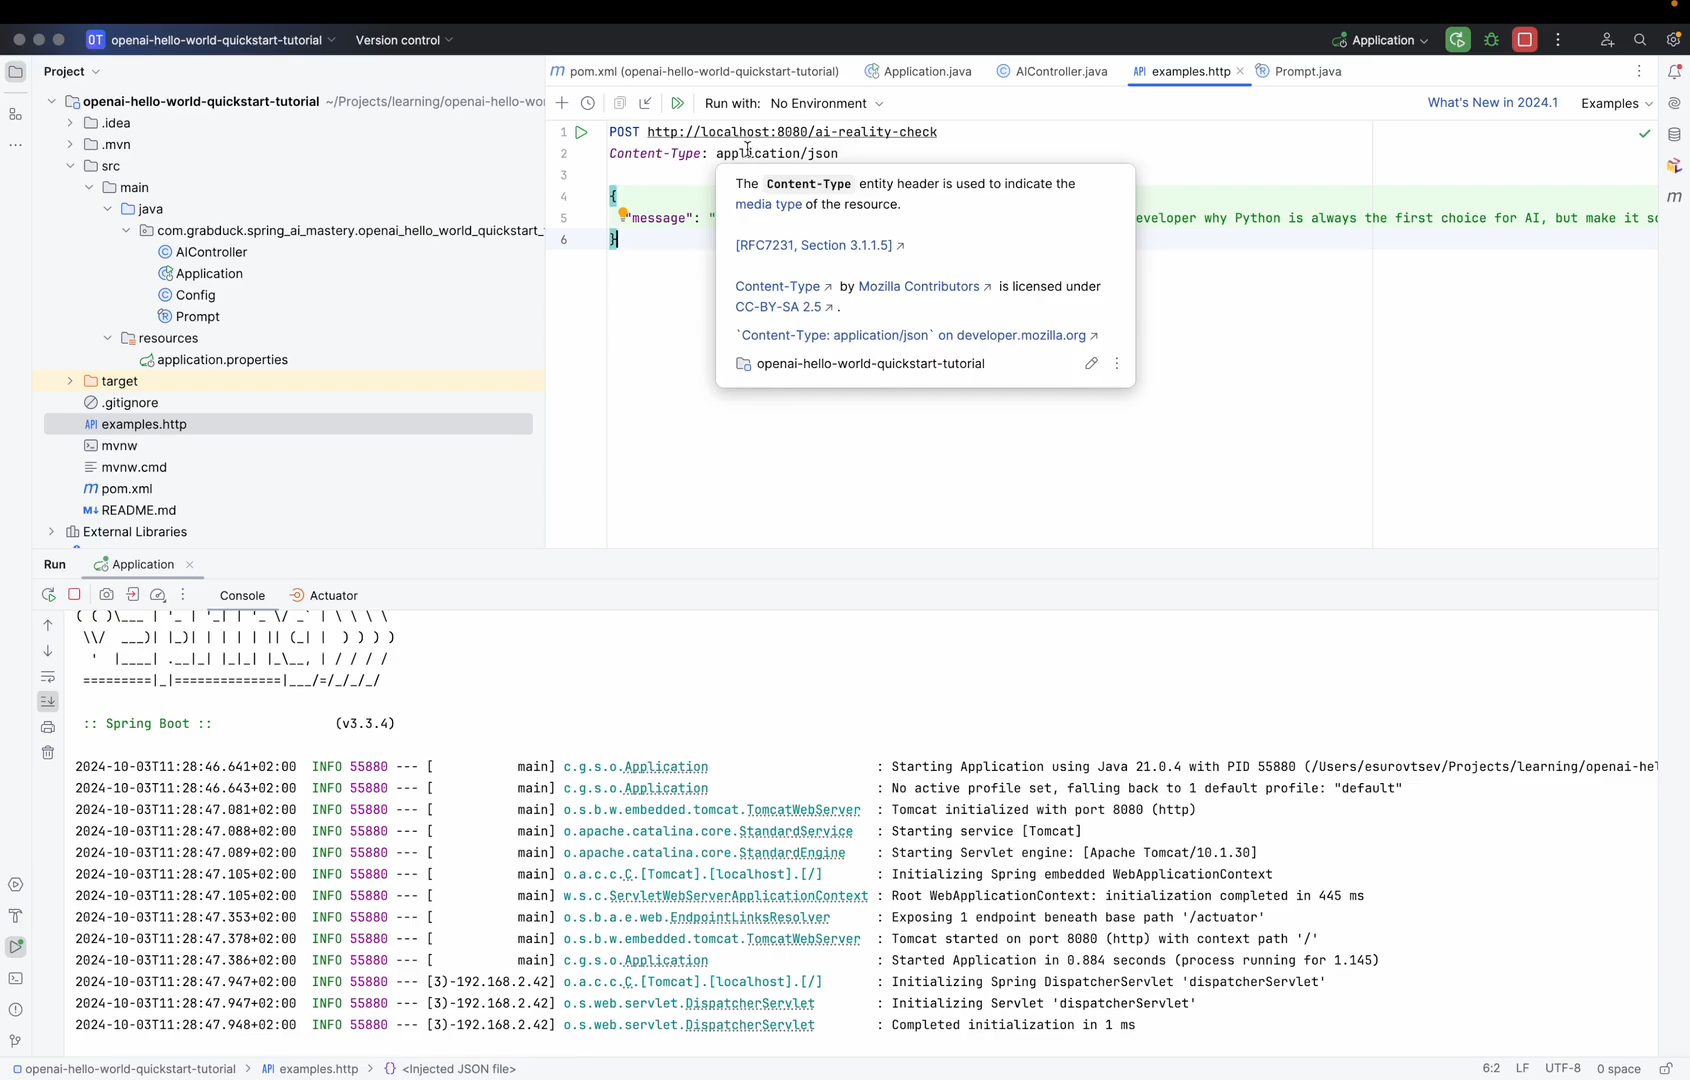 OT openai-hello-world-quickstart-tutorial Version control Application
Project
pom.xml (openai-hello-world-quickstart-tutorial) Application.java AIController.java API examples.http Prompt.java
openai-hello-world-quickstart-tutorial ~/Projects/learning/openai-hello-wo
.idea
.mvn
src
main
java
com.grabduck.spring_ai_mastery.openai_hello_world_quickstart_
AIController
Application
Config
Prompt
resources
application.properties
target
.gitignore
API examples.http
mvnw
mvnw.cmd
pom.xml
README.md
External Libraries
Run with: No Environment What's New in 2024.1 Examples
1 POST http://localhost:8080/ai-reality-check
2 Content-Type: application/json
3
4 {
5 "message": " eveloper why Python is always the first choice for AI, but make it so
6 }
The Content-Type entity header is used to indicate the
media type of the resource.
[RFC7231, Section 3.1.1.5]
Content-Type by Mozilla Contributors is licensed under
CC-BY-SA 2.5 .
`Content-Type: application/json` on developer.mozilla.org
openai-hello-world-quickstart-tutorial
Run Application
Console Actuator
( ( )\___ | '_ | '_| | '_ \/ _` | \ \ \ \
\\/ ___)| |_)| | | | | || (_| | ) ) ) )
' |____| .__|_| |_|_| |_\__, | / / / /
=========|_|==============|___/=/_/_/_/
:: Spring Boot :: (v3.3.4)
2024-10-03T11:28:46.641+02:00 INFO 55880 --- [ main] c.g.s.o.Application : Starting Application using Java 21.0.4 with PID 55880 (/Users/esurovtsev/Projects/learning/openai-hel
2024-10-03T11:28:46.643+02:00 INFO 55880 --- [ main] c.g.s.o.Application : No active profile set, falling back to 1 default profile: "default"
2024-10-03T11:28:47.081+02:00 INFO 55880 --- [ main] o.s.b.w.embedded.tomcat.TomcatWebServer : Tomcat initialized with port 8080 (http)
2024-10-03T11:28:47.088+02:00 INFO 55880 --- [ main] o.apache.catalina.core.StandardService : Starting service [Tomcat]
2024-10-03T11:28:47.089+02:00 INFO 55880 --- [ main] o.apache.catalina.core.StandardEngine : Starting Servlet engine: [Apache Tomcat/10.1.30]
2024-10-03T11:28:47.105+02:00 INFO 55880 --- [ main] o.a.c.c.C.[Tomcat].[localhost].[/] : Initializing Spring embedded WebApplicationContext
2024-10-03T11:28:47.105+02:00 INFO 55880 --- [ main] w.s.c.ServletWebServerApplicationContext : Root WebApplicationContext: initialization completed in 445 ms
2024-10-03T11:28:47.353+02:00 INFO 55880 --- [ main] o.s.b.a.e.web.EndpointLinksResolver : Exposing 1 endpoint beneath base path '/actuator'
2024-10-03T11:28:47.378+02:00 INFO 55880 --- [ main] o.s.b.w.embedded.tomcat.TomcatWebServer : Tomcat started on port 8080 (http) with context path '/'
2024-10-03T11:28:47.386+02:00 INFO 55880 --- [ main] c.g.s.o.Application : Started Application in 0.884 seconds (process running for 1.145)
2024-10-03T11:28:47.947+02:00 INFO 55880 --- [3)-192.168.2.42] o.a.c.c.C.[Tomcat].[localhost].[/] : Initializing Spring DispatcherServlet 'dispatcherServlet'
2024-10-03T11:28:47.947+02:00 INFO 55880 --- [3)-192.168.2.42] o.s.web.servlet.DispatcherServlet : Initializing Servlet 'dispatcherServlet'
2024-10-03T11:28:47.948+02:00 INFO 55880 --- [3)-192.168.2.42] o.s.web.servlet.DispatcherServlet : Completed initialization in 1 ms
openai-hello-world-quickstart-tutorial > API examples.http > {} <Injected JSON file> 6:2 LF UTF-8 0 space